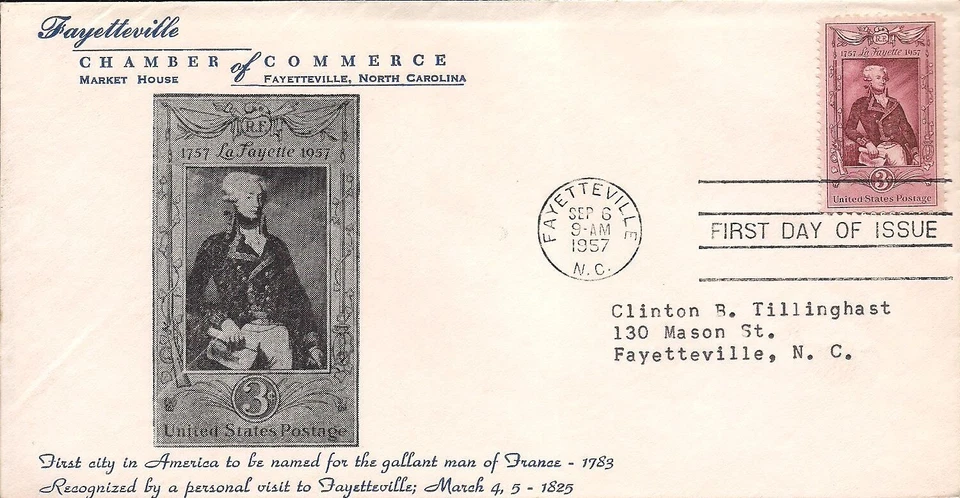 Fayetteville
CHAMBER of COMMERCE
MARKET HOUSE FAYETTEVILLE, NORTH CAROLINA
R.F.
1757 La Fayette 1957
3¢
United States Postage
R.F.
1757 La Fayette 1957
3¢
United States Postage
FAYETTEVILLE
SEP 6
9-AM
1957
N.C.
FIRST DAY OF ISSUE
Clinton B. Tillinghast
130 Mason St.
Fayetteville, N. C.
First city in America to be named for the gallant man of France - 1783
Recognized by a personal visit to Fayetteville; March 4, 5 - 1825